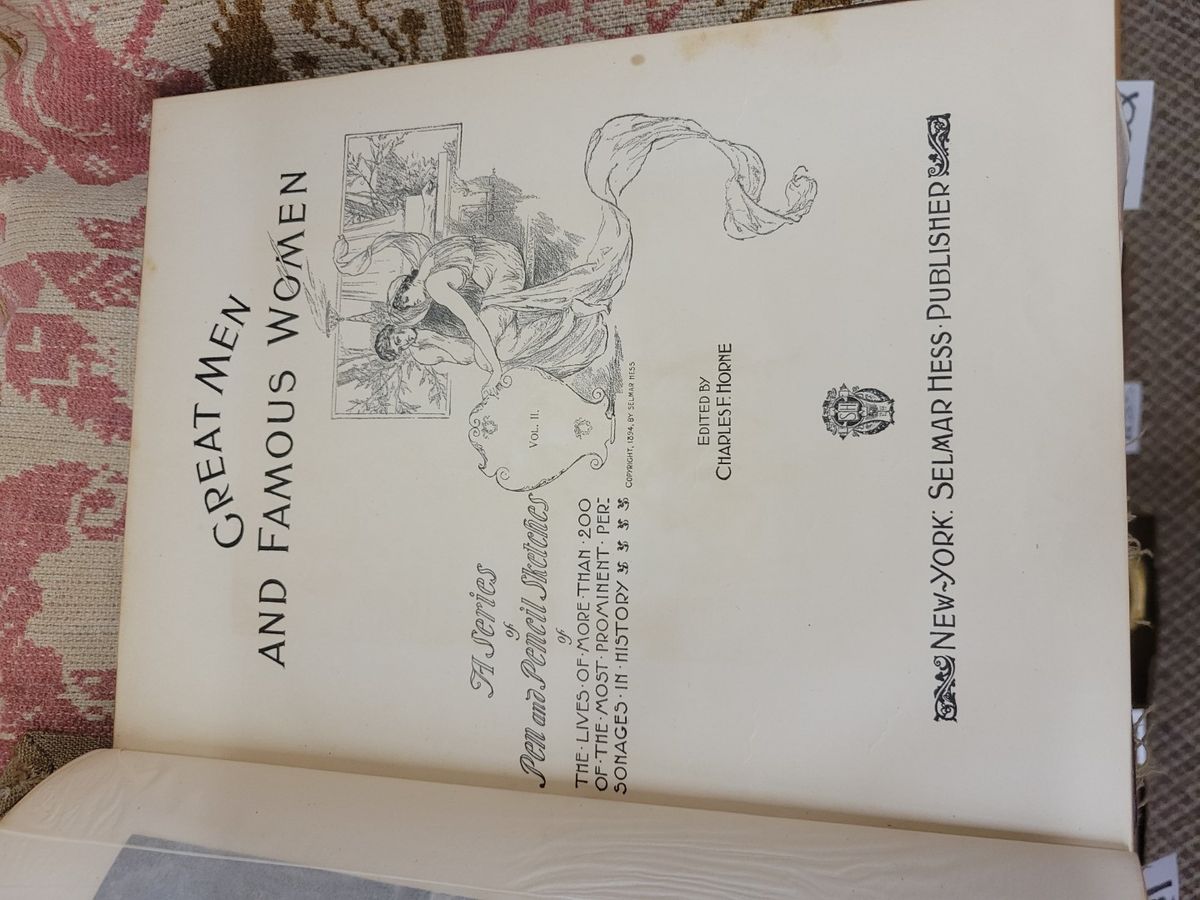 GREAT MEN
AND FAMOUS WOMEN
A Series
of
Pen and Pencil Sketches
of
THE · LIVES · OF · MORE · THAN · 200
OF · THE · MOST · PROMINENT · PER-
SONAGES · IN · HISTORY
VOL. II.
COPYRIGHT, 1894, BY SELMAR HESS
EDITED BY
CHARLES F. HORNE
SH
NEW~YORK: SELMAR HESS · PUBLISHER